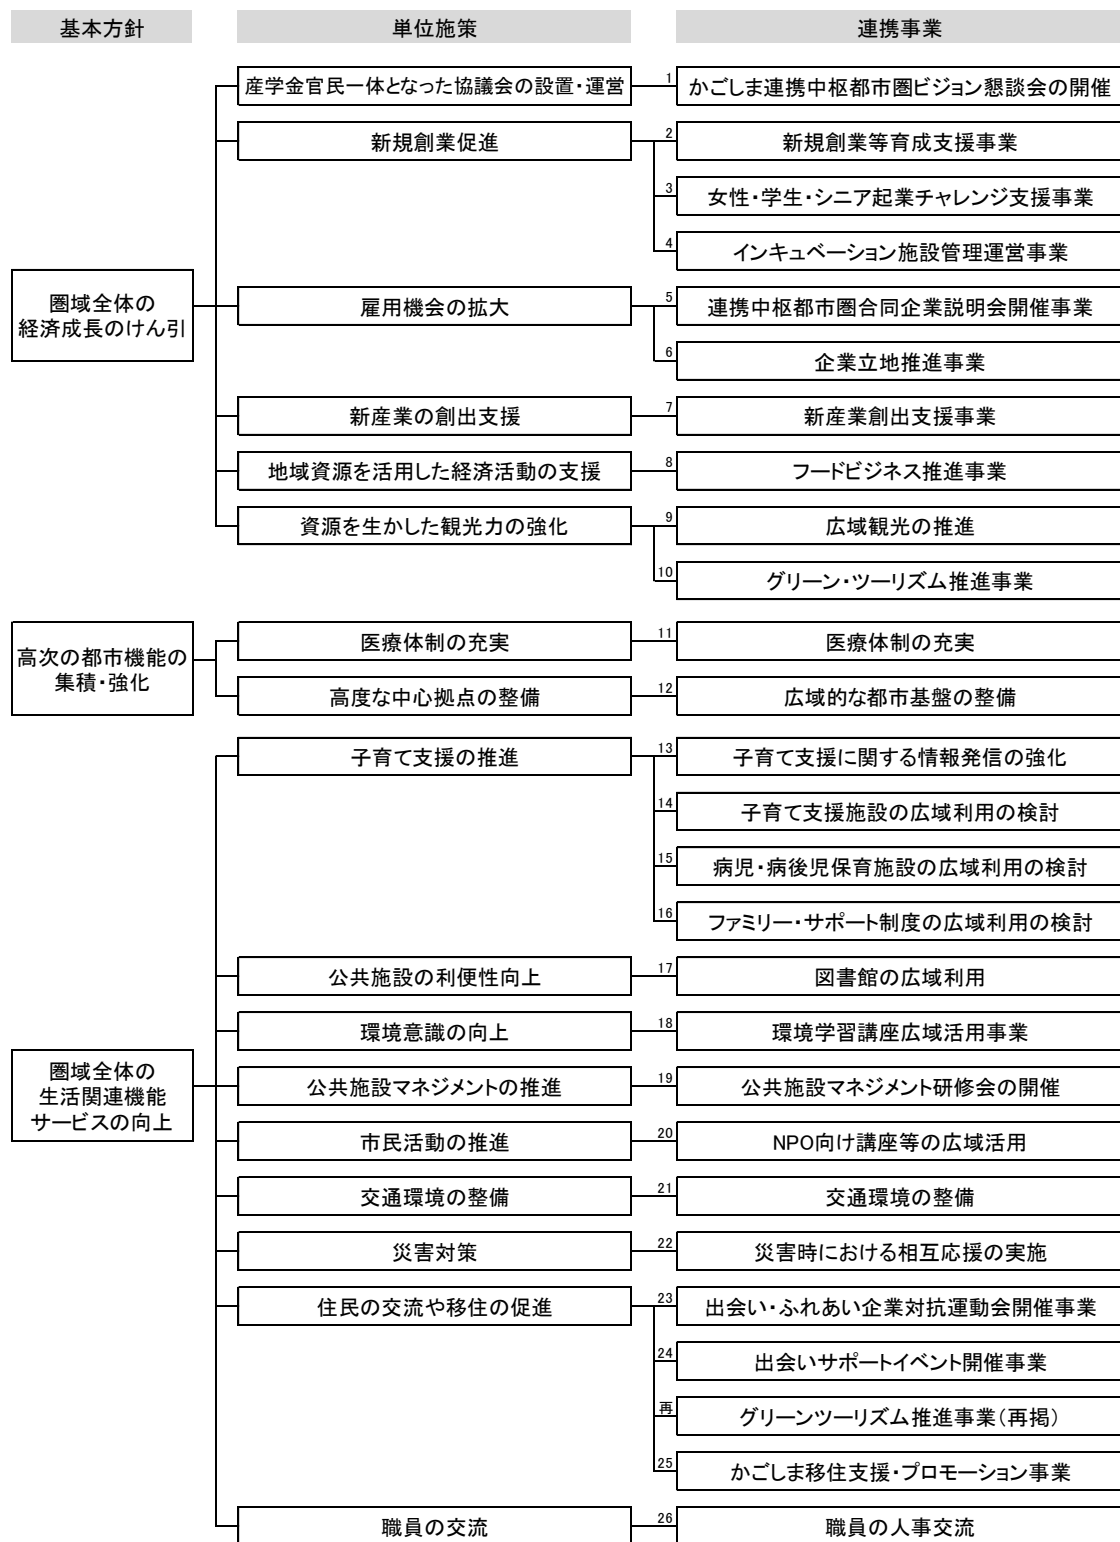 基本方針
単位施策
連携事業
産学金官民一体となった協議会の設置・運営
1
かごしま連携中枢都市圏ビジョン懇談会の開催
新規創業促進
2
新規創業等育成支援事業
3
女性・学生・シニア起業チャレンジ支援事業
4
インキュベーション施設管理運営事業
圏域全体の
経済成長のけん引
雇用機会の拡大
5
連携中枢都市圏合同企業説明会開催事業
6
企業立地推進事業
新産業の創出支援
7
新産業創出支援事業
地域資源を活用した経済活動の支援
8
フードビジネス推進事業
資源を生かした観光力の強化
9
広域観光の推進
10
グリーン・ツーリズム推進事業
高次の都市機能の
集積・強化
医療体制の充実
11
医療体制の充実
高度な中心拠点の整備
12
広域的な都市基盤の整備
子育て支援の推進
13
子育て支援に関する情報発信の強化
14
子育て支援施設の広域利用の検討
15
病児・病後児保育施設の広域利用の検討
16
ファミリー・サポート制度の広域利用の検討
公共施設の利便性向上
17
図書館の広域利用
環境意識の向上
18
環境学習講座広域活用事業
圏域全体の
生活関連機能
サービスの向上
公共施設マネジメントの推進
19
公共施設マネジメント研修会の開催
市民活動の推進
20
NPO向け講座等の広域活用
交通環境の整備
21
交通環境の整備
災害対策
22
災害時における相互応援の実施
住民の交流や移住の促進
23
出会い・ふれあい企業対抗運動会開催事業
24
出会いサポートイベント開催事業
再
グリーンツーリズム推進事業(再掲)
25
かごしま移住支援・プロモーション事業
職員の交流
26
職員の人事交流